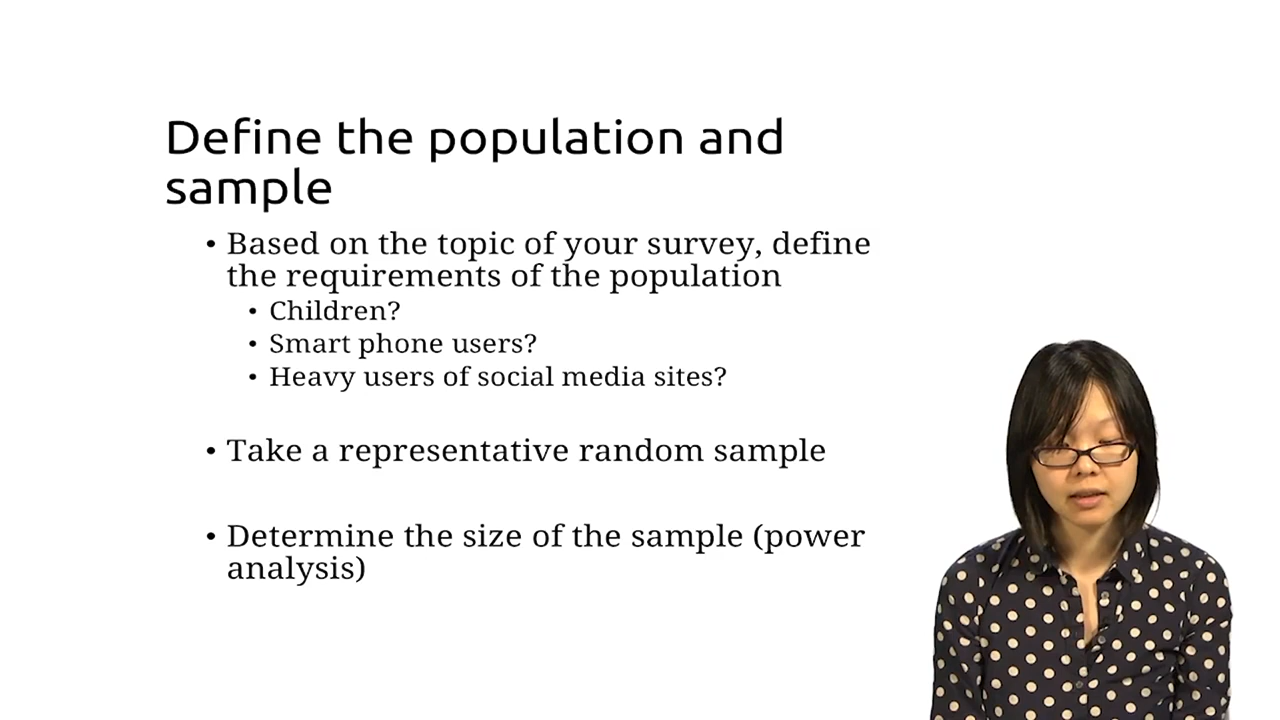 Define the population and
sample
• Based on the topic of your survey, define
the requirements of the population
• Children?
• Smart phone users?
• Heavy users of social media sites?
• Take a representative random sample
• Determine the size of the sample (power
analysis)